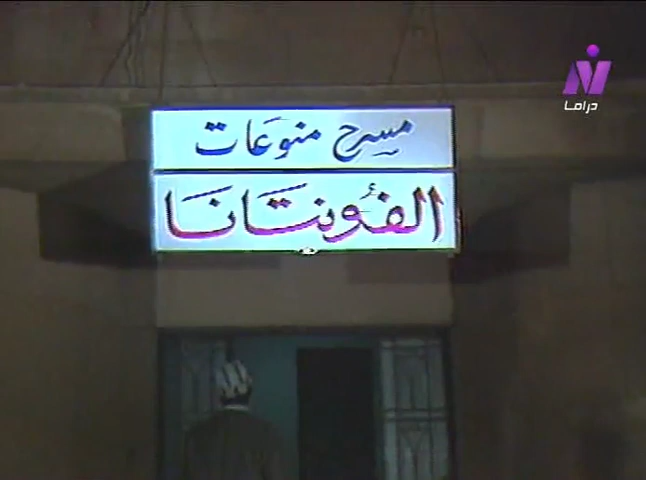 مسرح منوعات
الفونتانا
دراما